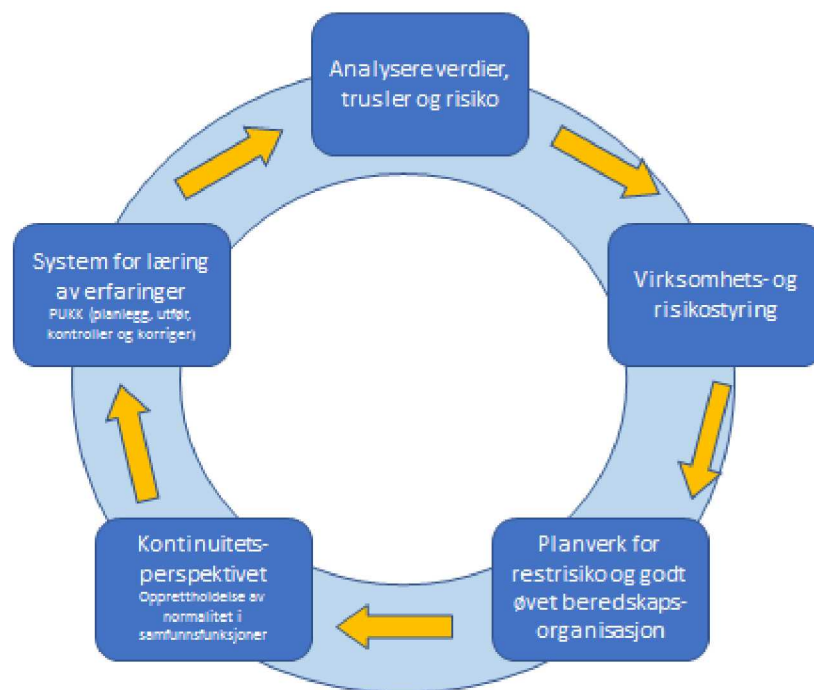 Analysere verdier,
trusler og risiko
Virksomhets- og
risikostyring
Planverk for
restrisiko og godt
øvet beredskaps-
organisasjon
Kontinuitets-
perspektivet
Opprettholdelse av
normalitet i
samfunnsfunksjoner
System for læring
av erfaringer
PUKK (planlegg, utfør,
kontroller og korriger)